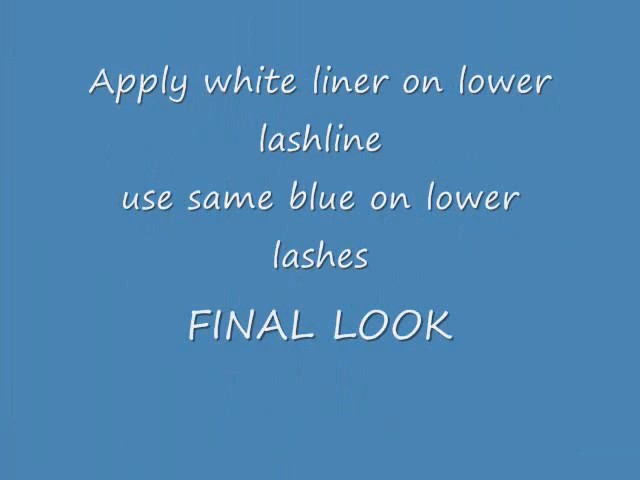 Apply white liner on lower
lashline
use same blue on lower
lashes
FINAL LOOK